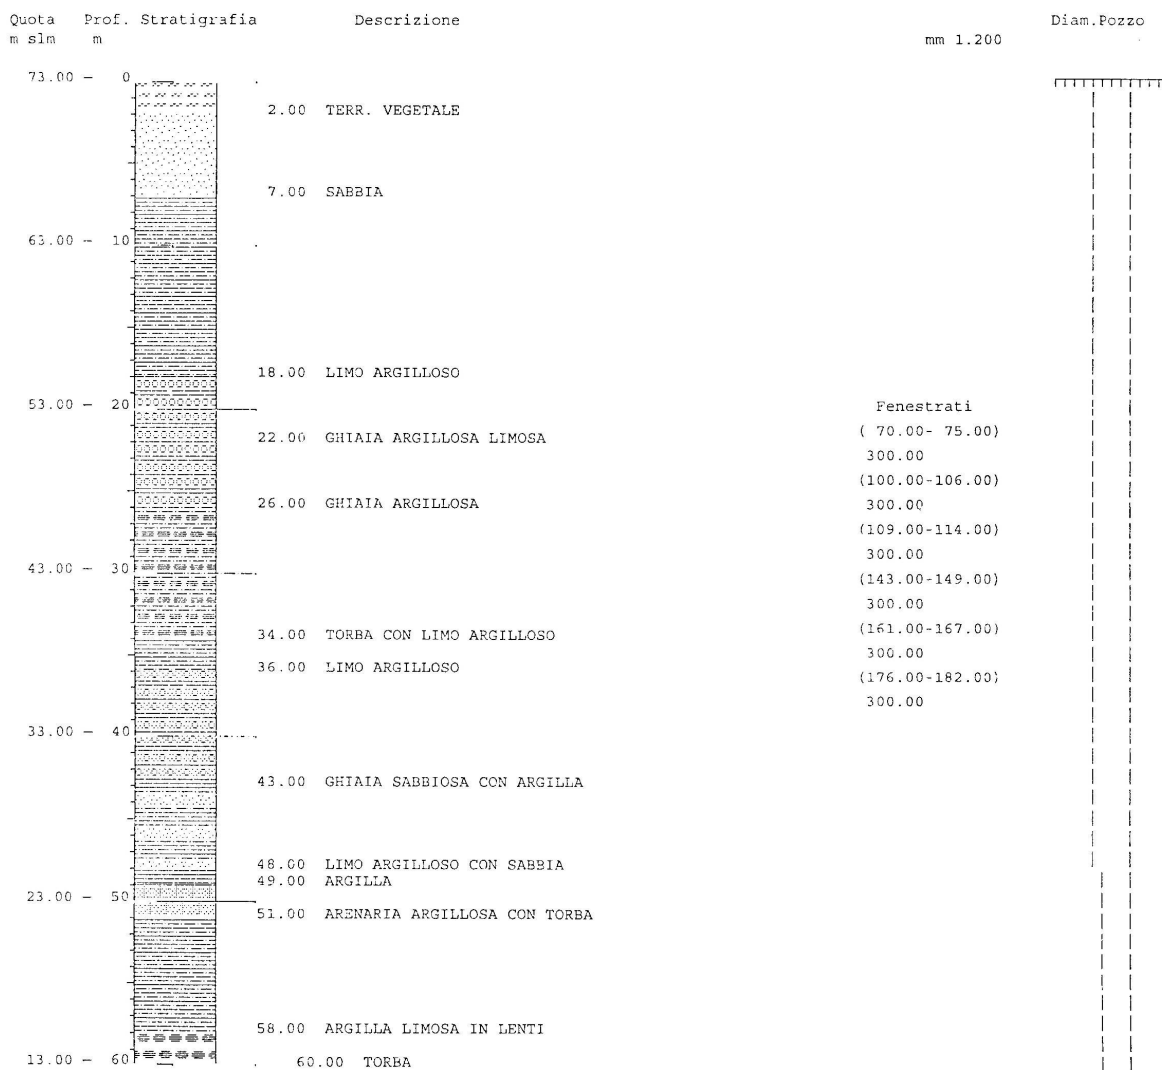 Quota Prof. Stratigrafia Descrizione Diam.Pozzo
m slm m mm 1.200
73.00 - 0
2.00 TERR. VEGETALE
7.00 SABBIA
63.00 - 10
18.00 LIMO ARGILLOSO
53.00 - 20 Fenestrati
22.00 GHIAIA ARGILLOSA LIMOSA ( 70.00- 75.00)
300.00
(100.00-106.00)
26.00 GHIAIA ARGILLOSA 300.00
(109.00-114.00)
300.00
43.00 - 30 (143.00-149.00)
300.00
34.00 TORBA CON LIMO ARGILLOSO (161.00-167.00)
300.00
36.00 LIMO ARGILLOSO (176.00-182.00)
300.00
33.00 - 40
43.00 GHIAIA SABBIOSA CON ARGILLA
48.00 LIMO ARGILLOSO CON SABBIA
49.00 ARGILLA
23.00 - 50
51.00 ARENARIA ARGILLOSA CON TORBA
58.00 ARGILLA LIMOSA IN LENTI
13.00 - 60 60.00 TORBA